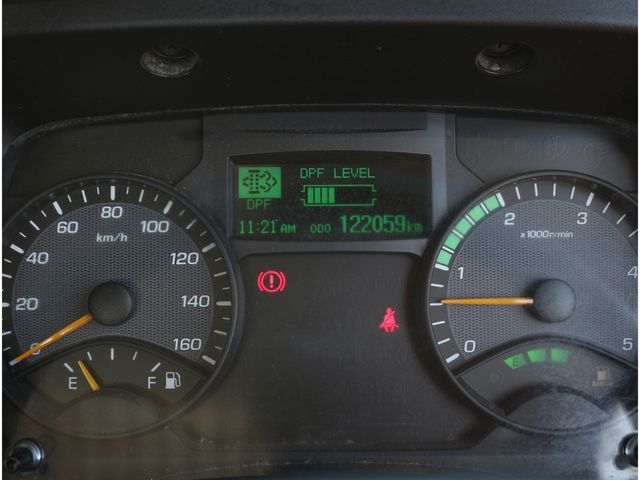 DPF LEVEL
DPF
11:21 AM ODO 122059 km
0 20 40 60 80 100 120 140 160
km/h
E F
0 1 2 3 4 5
x1000r/min
E